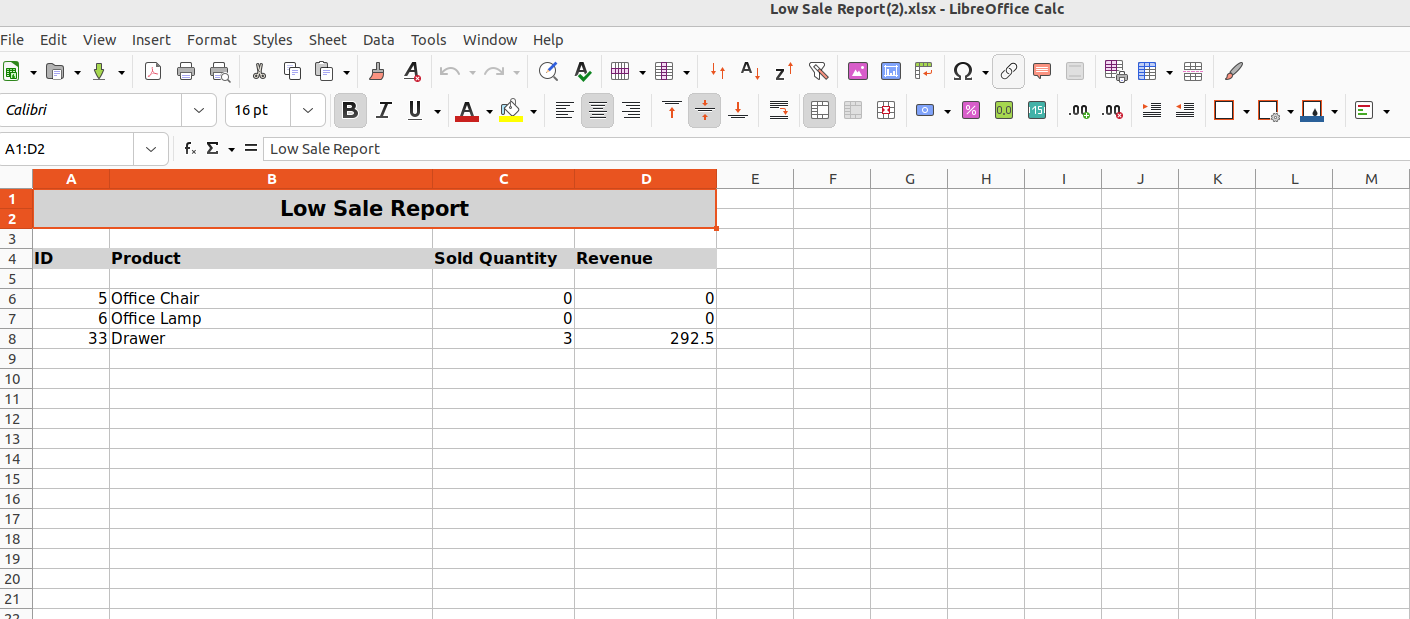 Low Sale Report(2).xlsx - LibreOffice Calc
File Edit View Insert Format Styles Sheet Data Tools Window Help
Calibri 16 pt B I U A
A1:D2 Low Sale Report
A B C D E F G H I J K L M
1 Low Sale Report
2
3
4 ID Product Sold Quantity Revenue
5
6 5 Office Chair 0 0
7 6 Office Lamp 0 0
8 33 Drawer 3 292.5
9
10
11
12
13
14
15
16
17
18
19
20
21
22